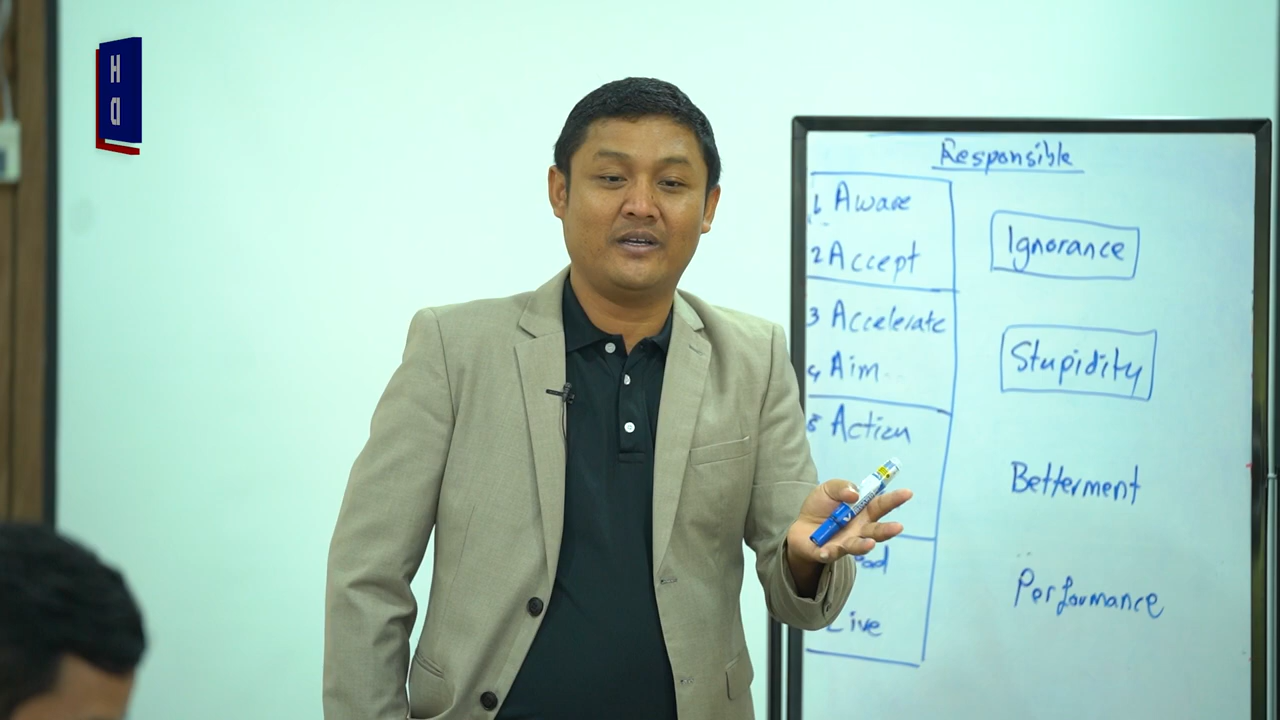 H
D
Responsible
1 Aware
2 Accept
3 Accelerate
4 Aim
5 Action
Live
Ignorance
Stupidity
Betterment
Performance